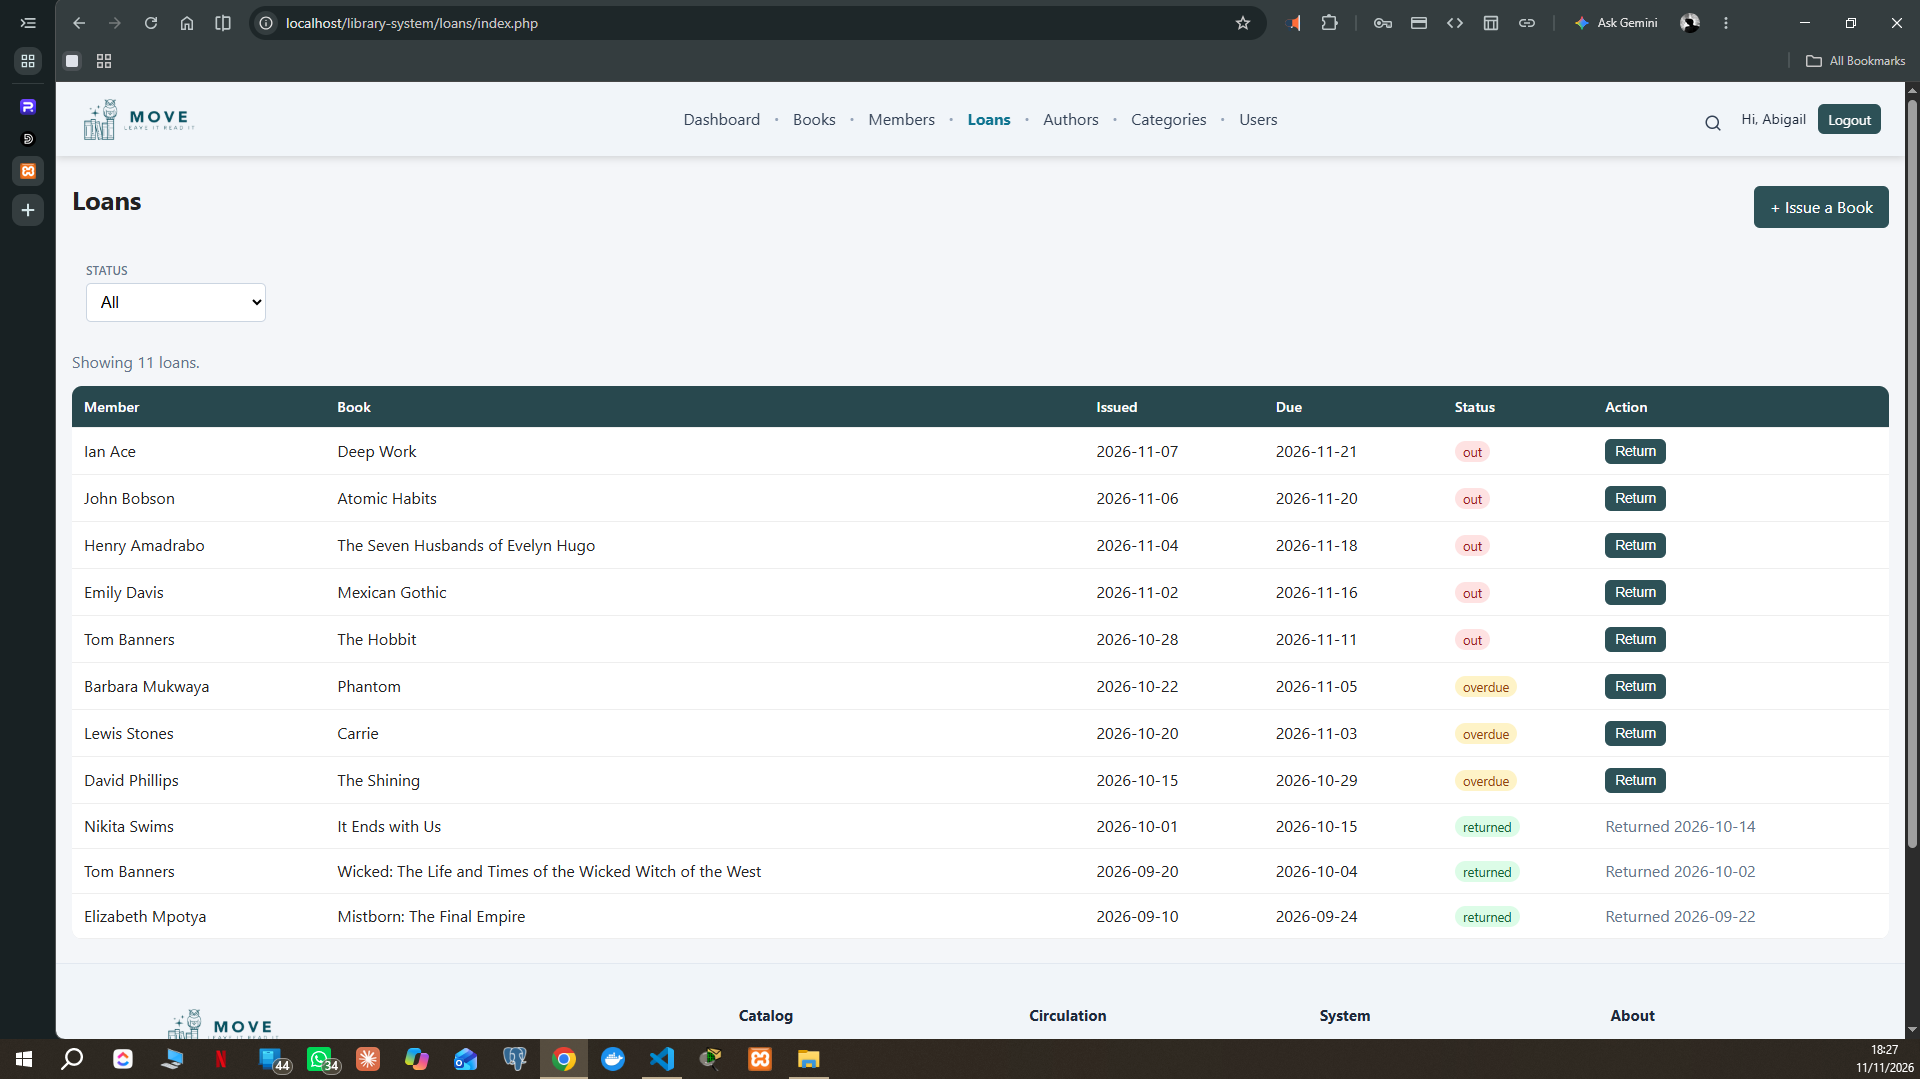 localhost/library-system/loans/index.php
Ask Gemini
All Bookmarks
MOVE
LEAVE IT READ IT
Dashboard • Books • Members • Loans • Authors • Categories • Users
Hi, Abigail
Logout
Loans
+ Issue a Book
STATUS
All
Showing 11 loans.
Member Book Issued Due Status Action
Ian Ace Deep Work 2026-11-07 2026-11-21 out Return
John Bobson Atomic Habits 2026-11-06 2026-11-20 out Return
Henry Amadrabo The Seven Husbands of Evelyn Hugo 2026-11-04 2026-11-18 out Return
Emily Davis Mexican Gothic 2026-11-02 2026-11-16 out Return
Tom Banners The Hobbit 2026-10-28 2026-11-11 out Return
Barbara Mukwaya Phantom 2026-10-22 2026-11-05 overdue Return
Lewis Stones Carrie 2026-10-20 2026-11-03 overdue Return
David Phillips The Shining 2026-10-15 2026-10-29 overdue Return
Nikita Swims It Ends with Us 2026-10-01 2026-10-15 returned Returned 2026-10-14
Tom Banners Wicked: The Life and Times of the Wicked Witch of the West 2026-09-20 2026-10-04 returned Returned 2026-10-02
Elizabeth Mpotya Mistborn: The Final Empire 2026-09-10 2026-09-24 returned Returned 2026-09-22
MOVE
Catalog Circulation System About
44
34
18:27
11/11/2026